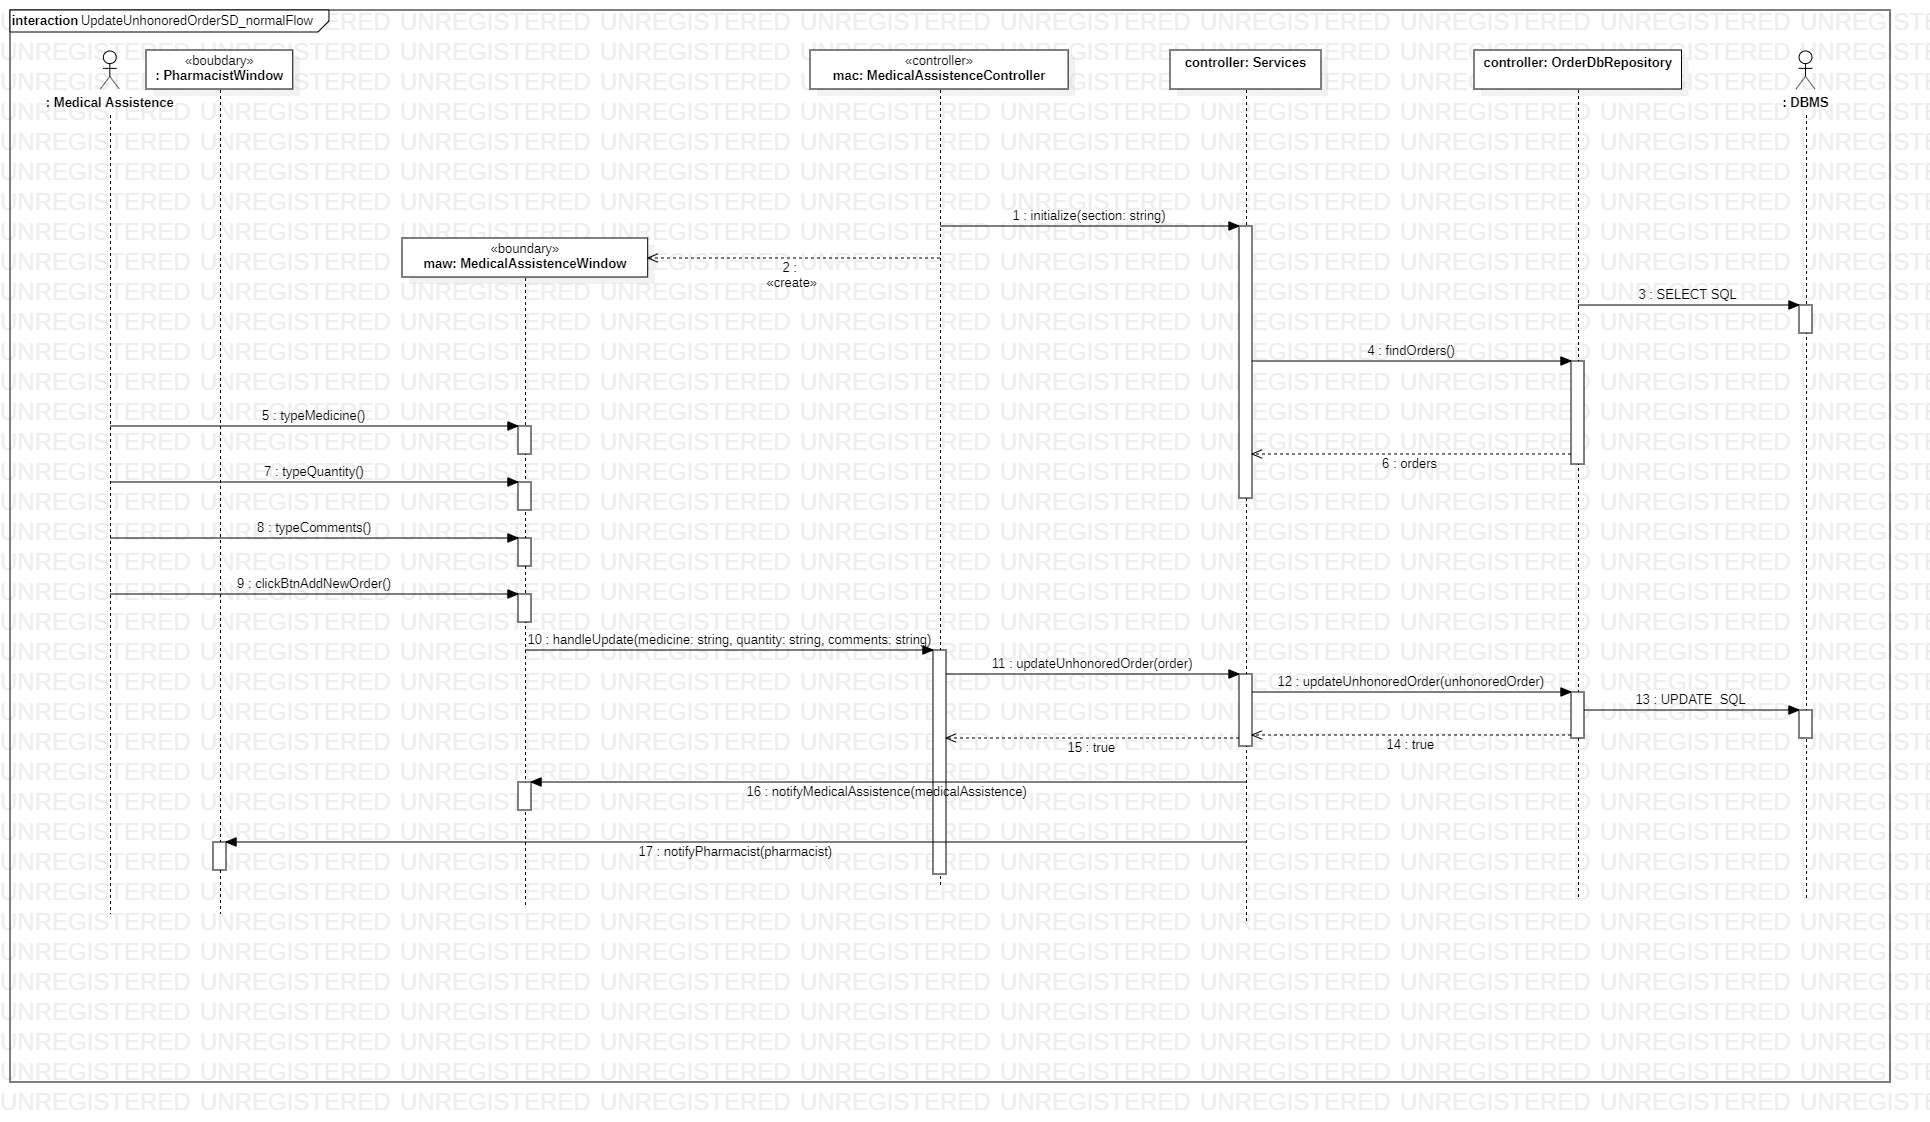 interaction UpdateUnhonoredOrderSD_normalFlow
«boubdary»
: PharmacistWindow
«controller»
mac: MedicalAssistenceController
controller: Services
controller: OrderDbRepository
: Medical Assistence
: DBMS
1 : initialize(section: string)
«boundary»
maw: MedicalAssistenceWindow
2 :
«create»
3 : SELECT SQL
4 : findOrders()
5 : typeMedicine()
6 : orders
7 : typeQuantity()
8 : typeComments()
9 : clickBtnAddNewOrder()
10 : handleUpdate(medicine: string, quantity: string, comments: string)
11 : updateUnhonoredOrder(order)
12 : updateUnhonoredOrder(unhonoredOrder)
13 : UPDATE  SQL
14 : true
15 : true
16 : notifyMedicalAssistence(medicalAssistence)
17 : notifyPharmacist(pharmacist)
UNREGISTERED